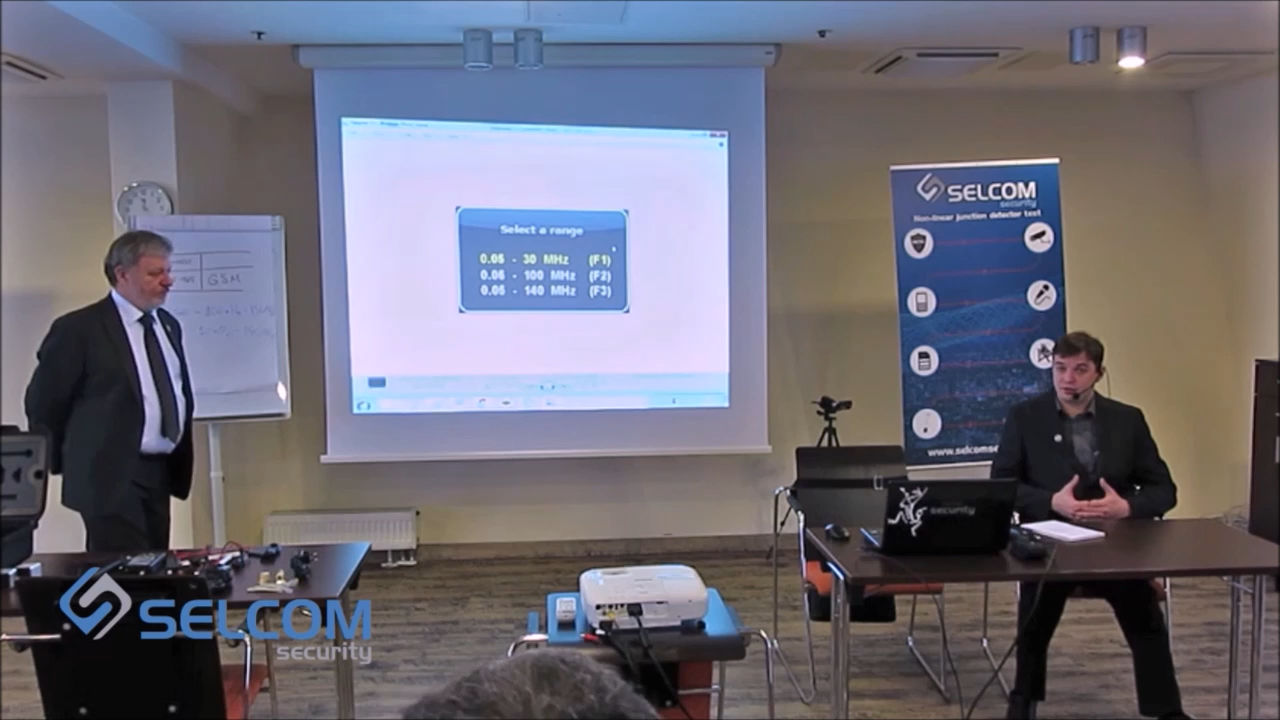 Select a range
0.05 - 30 MHz (F1)
0.05 - 100 MHz (F2)
0.05 - 140 MHz (F3)
GSM
SELCOM
security
Non-linear junction detector test
www.selcomse
security
SELCOM
security